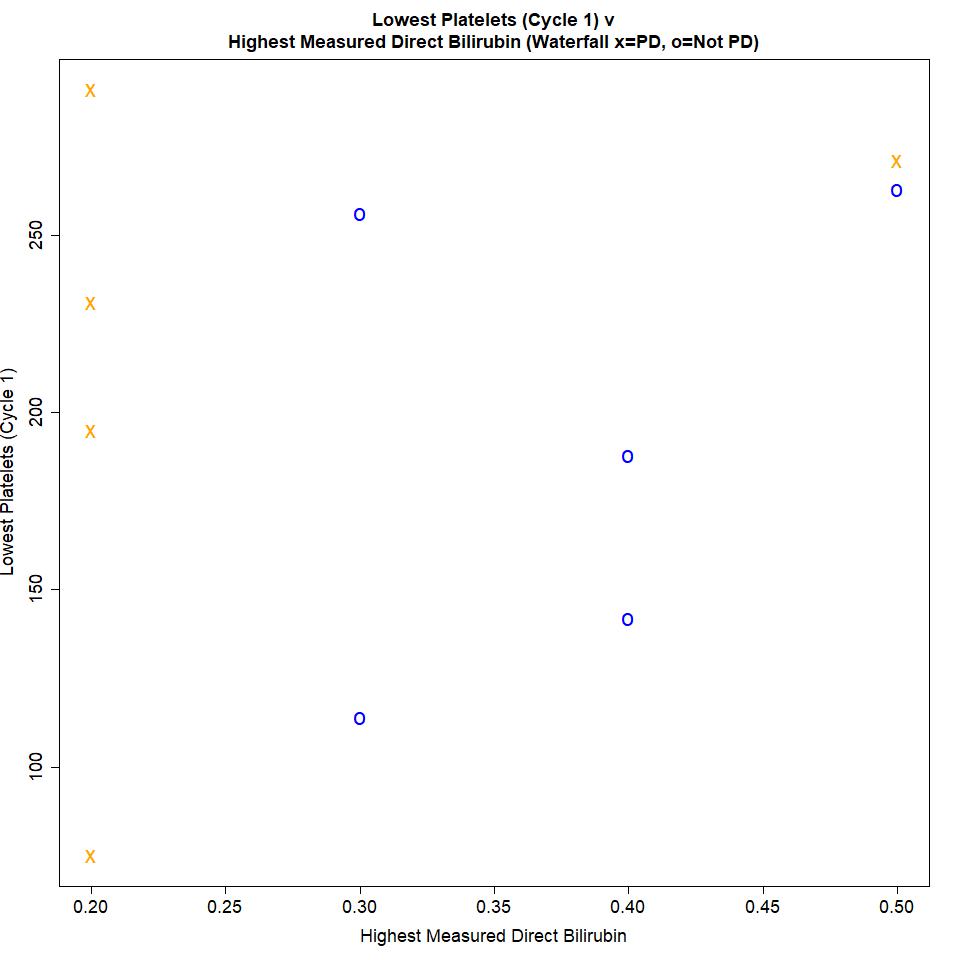 Lowest Platelets (Cycle 1) v
Highest Measured Direct Bilirubin (Waterfall x=PD, o=Not PD)
Lowest Platelets (Cycle 1)
250
200
150
100
x
x
o
o
x
x
o
o
o
x
0.20 0.25 0.30 0.35 0.40 0.45 0.50
Highest Measured Direct Bilirubin